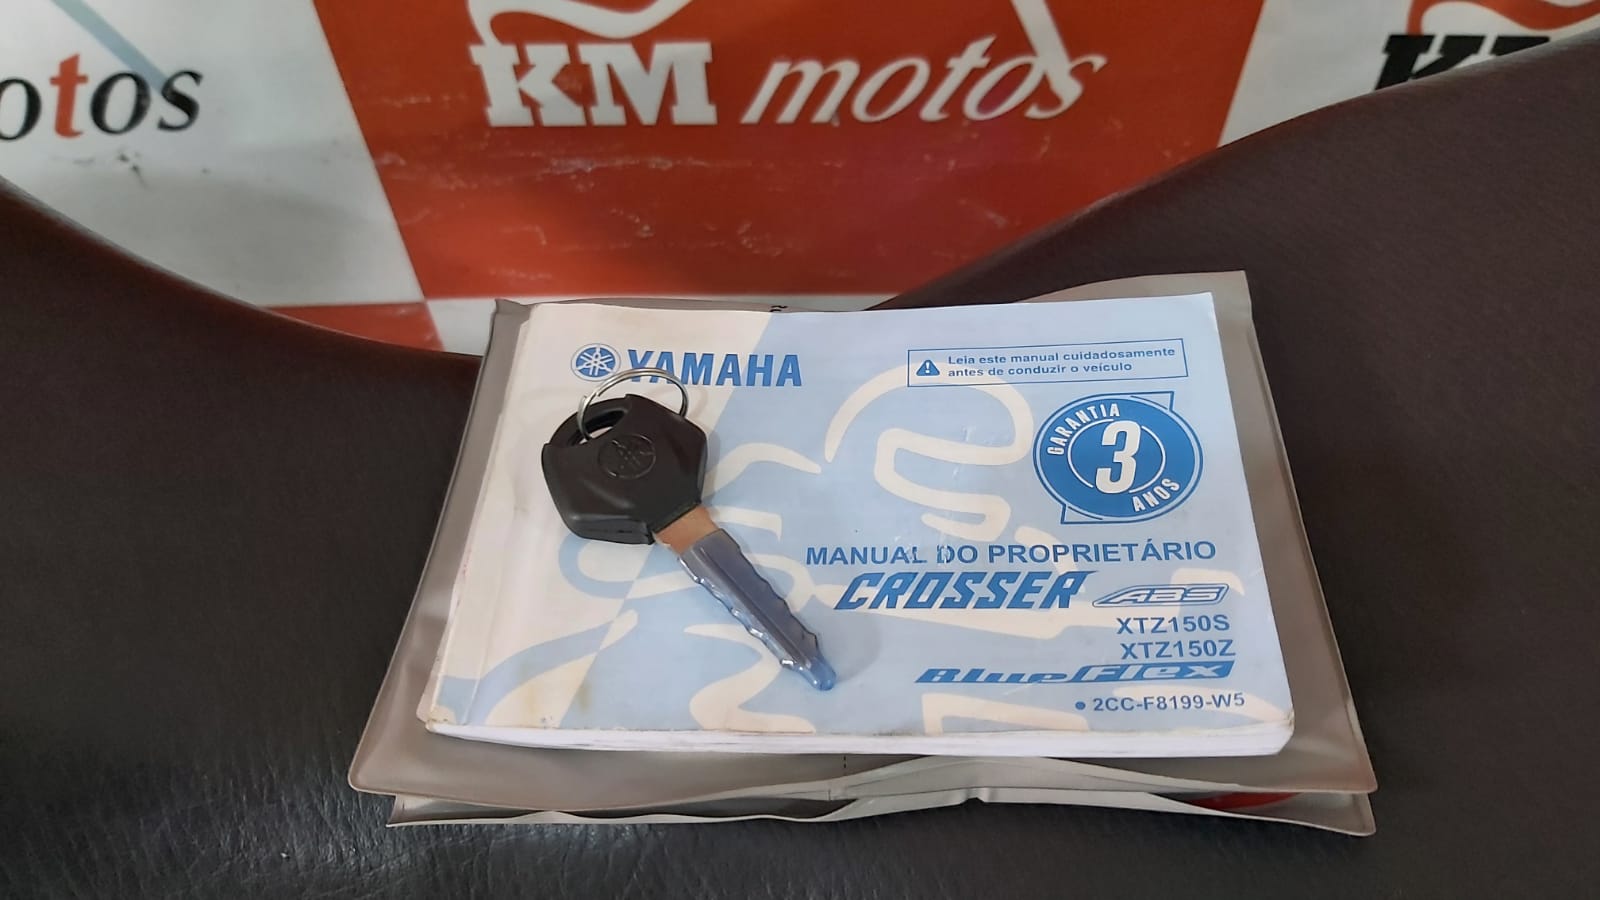 otos
KM motos
KM
YAMAHA
Leia este manual cuidadosamente
antes de conduzir o veículo
GARANTIA
3
ANOS
MANUAL DO PROPRIETÁRIO
CROSSER ABS
XTZ150S
XTZ150Z
BlueFlex
• 2CC-F8199-W5